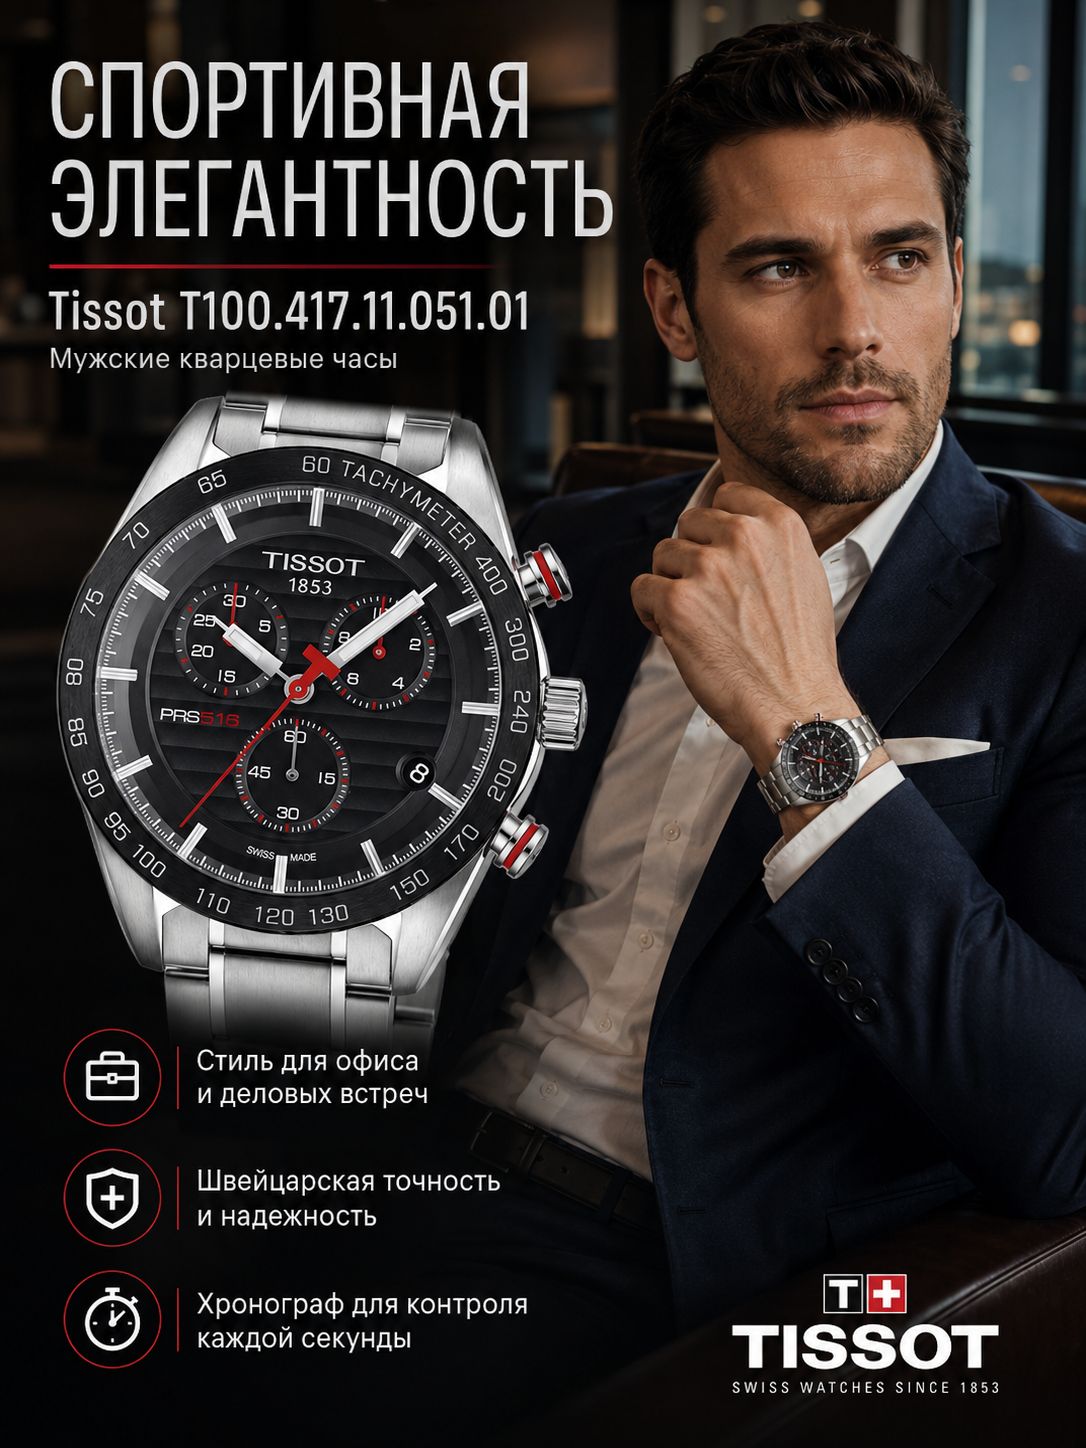 СПОРТИВНАЯ
ЭЛЕГАНТНОСТЬ
Tissot T100.417.11.051.01
Мужские кварцевые часы
60 TACHYMETER 400
300
240
200
170
150
130
120
110
100
95
90
85
80
75
70
65
TISSOT
1853
30
25 5
20
15
2
4
8
8
PRS516
60
45 15
30
8
SWISS MADE
Стиль для офиса
и деловых встреч
Швейцарская точность
и надежность
Хронограф для контроля
каждой секунды
T+
TISSOT
SWISS WATCHES SINCE 1853